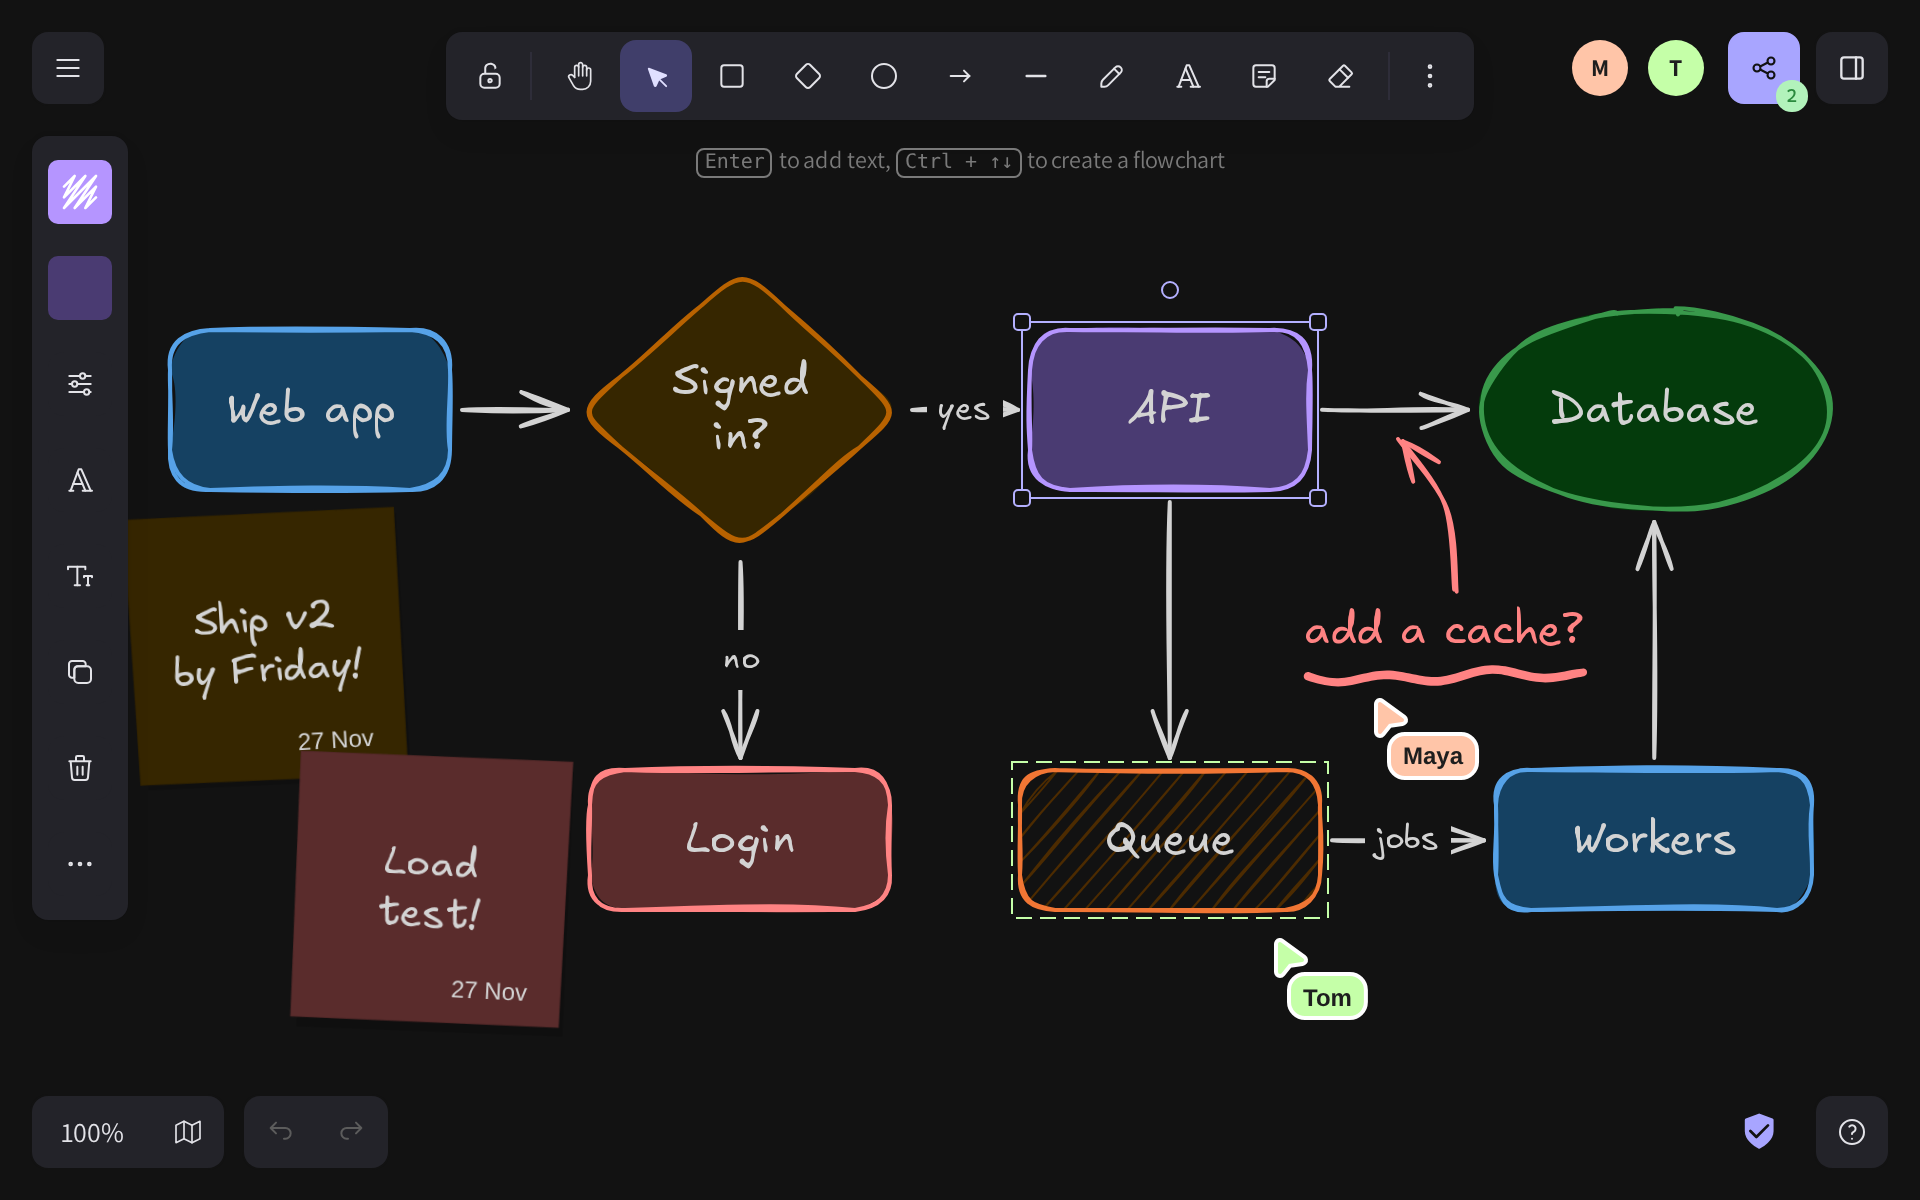 M
T
2
Enter to add text, Ctrl + ↑↓ to create a flowchart
Web app
Signed
in?
yes
API
Database
Ship v2
by Friday!
27 Nov
no
add a cache?
Maya
Load
test!
27 Nov
Login
Queue
jobs
Workers
Tom
100%